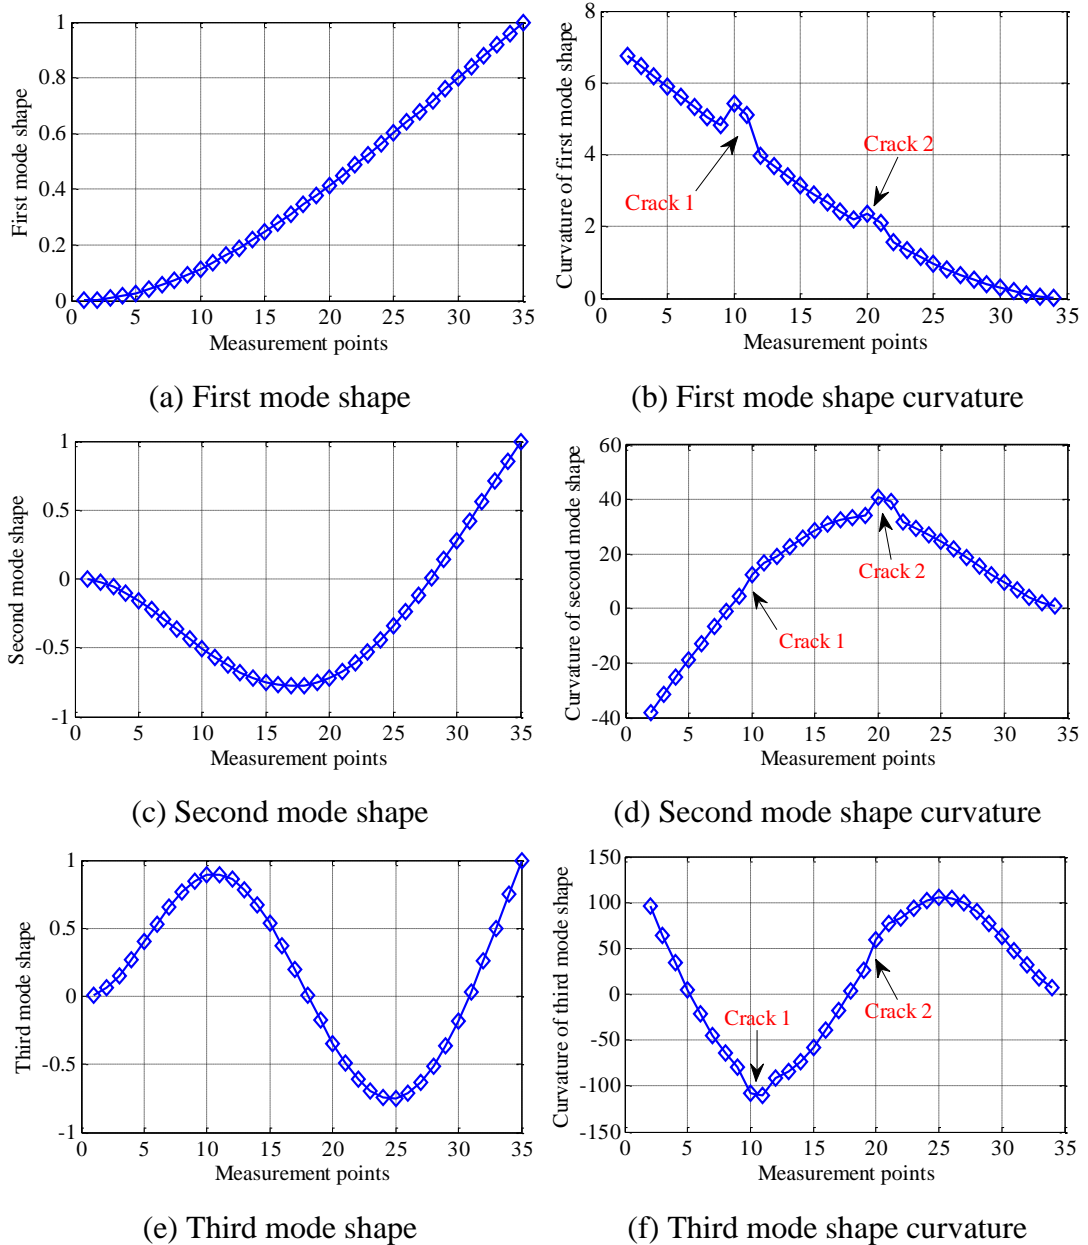 First mode shape
1
0.8
0.6
0.4
0.2
0
0 5 10 15 20 25 30 35
Measurement points
(a) First mode shape
Curvature of first mode shape
8
6
4
2
0
Crack 1
Crack 2
0 5 10 15 20 25 30 35
Measurement points
(b) First mode shape curvature
Second mode shape
1
0.5
0
-0.5
-1
0 5 10 15 20 25 30 35
Measurement points
(c) Second mode shape
Curvature of second mode shape
60
40
20
0
-20
-40
Crack 2
Crack 1
0 5 10 15 20 25 30 35
Measurement points
(d) Second mode shape curvature
Third mode shape
1
0.5
0
-0.5
-1
0 5 10 15 20 25 30 35
Measurement points
(e) Third mode shape
Curvature of third mode shape
150
100
50
0
-50
-100
-150
Crack 1
Crack 2
0 5 10 15 20 25 30 35
Measurement points
(f) Third mode shape curvature